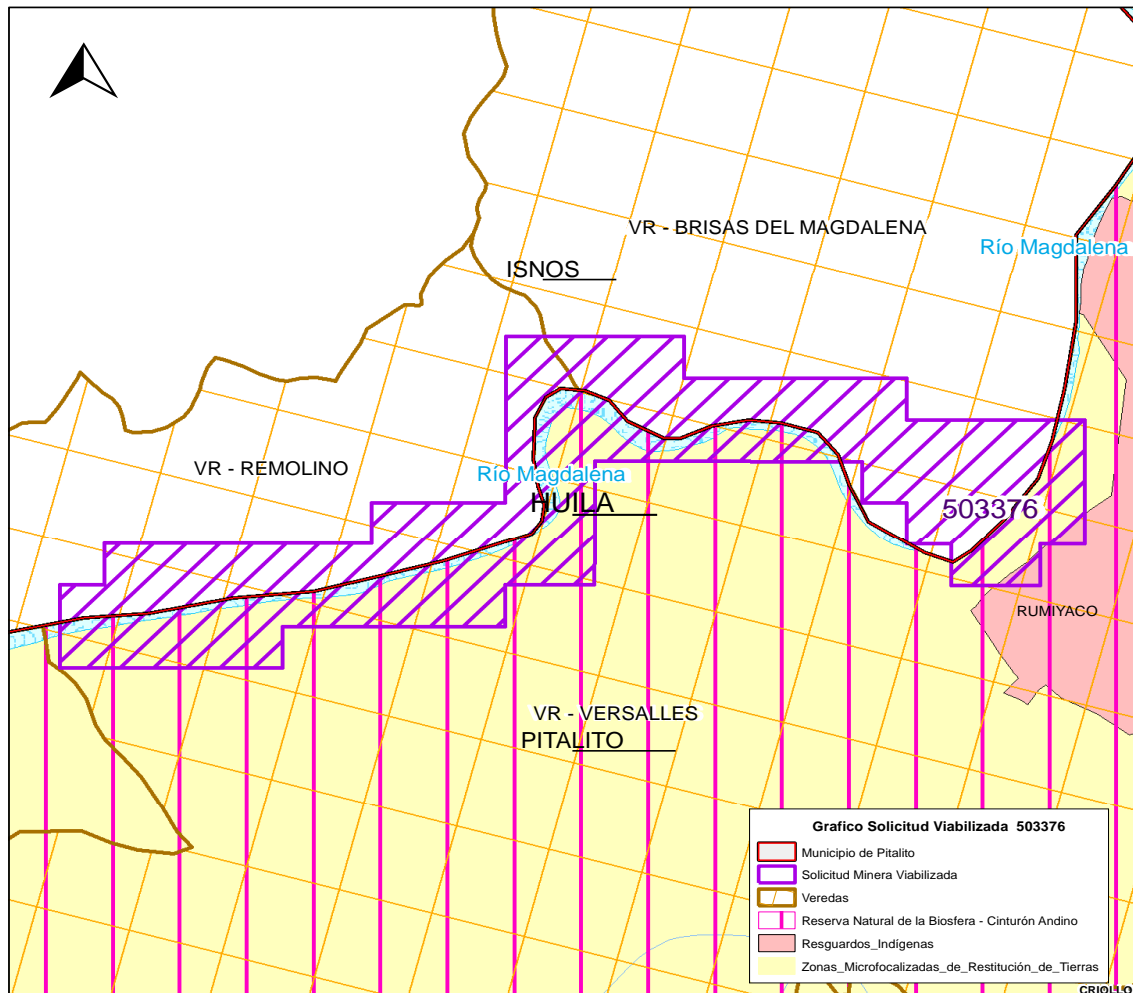 VR - BRISAS DEL MAGDALENA
Río Magdalena
ISNOS
VR - REMOLINO
Río Magdalena
HUILA
503376
RUMIYACO
VR - VERSALLES
PITALITO
Grafico Solicitud Viabilizada 503376
Municipio de Pitalito
Solicitud Minera Viabilizada
Veredas
Reserva Natural de la Biosfera - Cinturón Andino
Resguardos_Indígenas
Zonas_Microfocalizadas_de_Restitución_de_Tierras
CRIOLLO